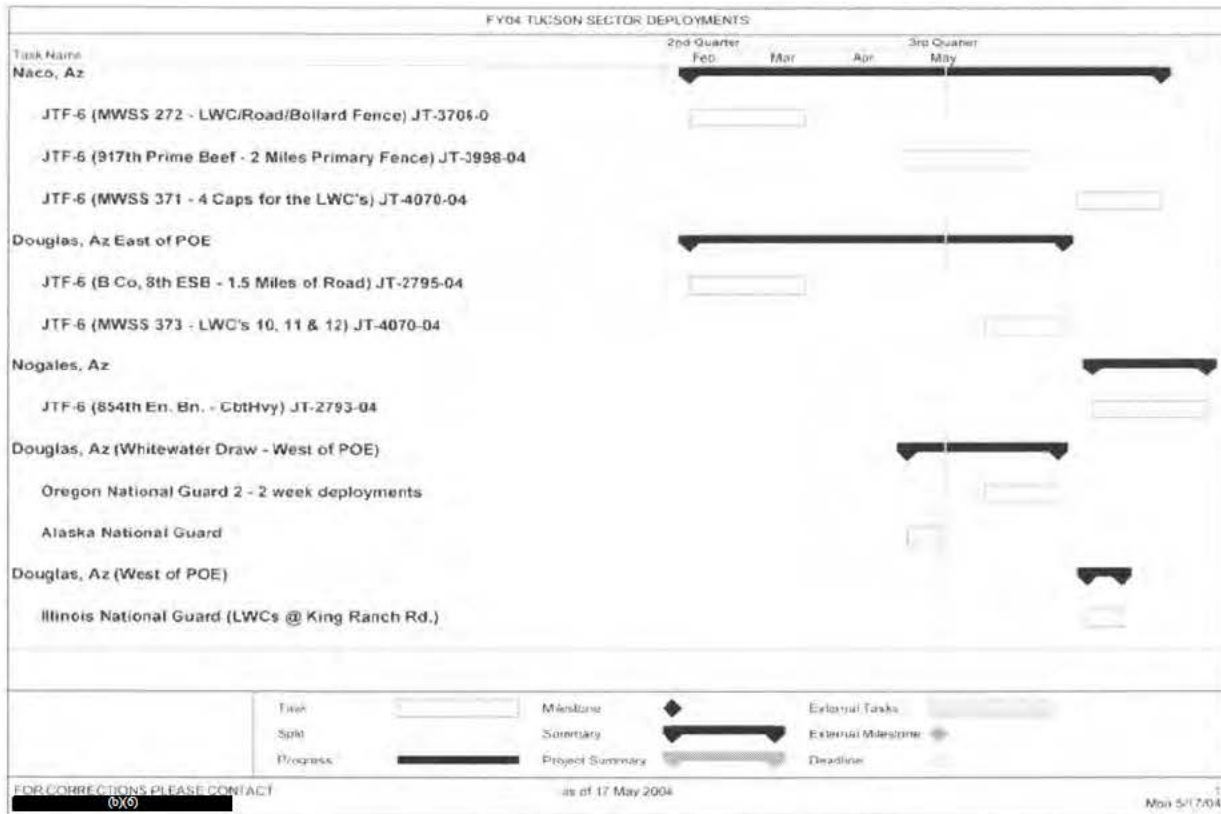 FY04 TUCSON SECTOR DEPLOYMENTS
2nd Quarter 3rd Quarter
Task Name Feb Mar Apr May
Naco, Az
JTF-6 (MWSS 272 - LWC/Road/Bollard Fence) JT-3706-0
JTF-6 (917th Prime Beef - 2 Miles Primary Fence) JT-3998-04
JTF-6 (MWSS 371 - 4 Caps for the LWC's) JT-4070-04
Douglas, Az East of POE
JTF-6 (B Co, 8th ESB - 1.5 Miles of Road) JT-2795-04
JTF-6 (MWSS 373 - LWC's 10, 11 & 12) JT-4070-04
Nogales, Az
JTF-6 (854th En. Bn. - CbtHvy) JT-2793-04
Douglas, Az (Whitewater Draw - West of POE)
Oregon National Guard 2 - 2 week deployments
Alaska National Guard
Douglas, Az (West of POE)
Illinois National Guard (LWCs @ King Ranch Rd.)
Task Milestone External Tasks
Split Summary External Milestone
Progress Project Summary Deadline
FOR CORRECTIONS PLEASE CONTACT as of 17 May 2004 1
(b)(6) Mon 5/17/04